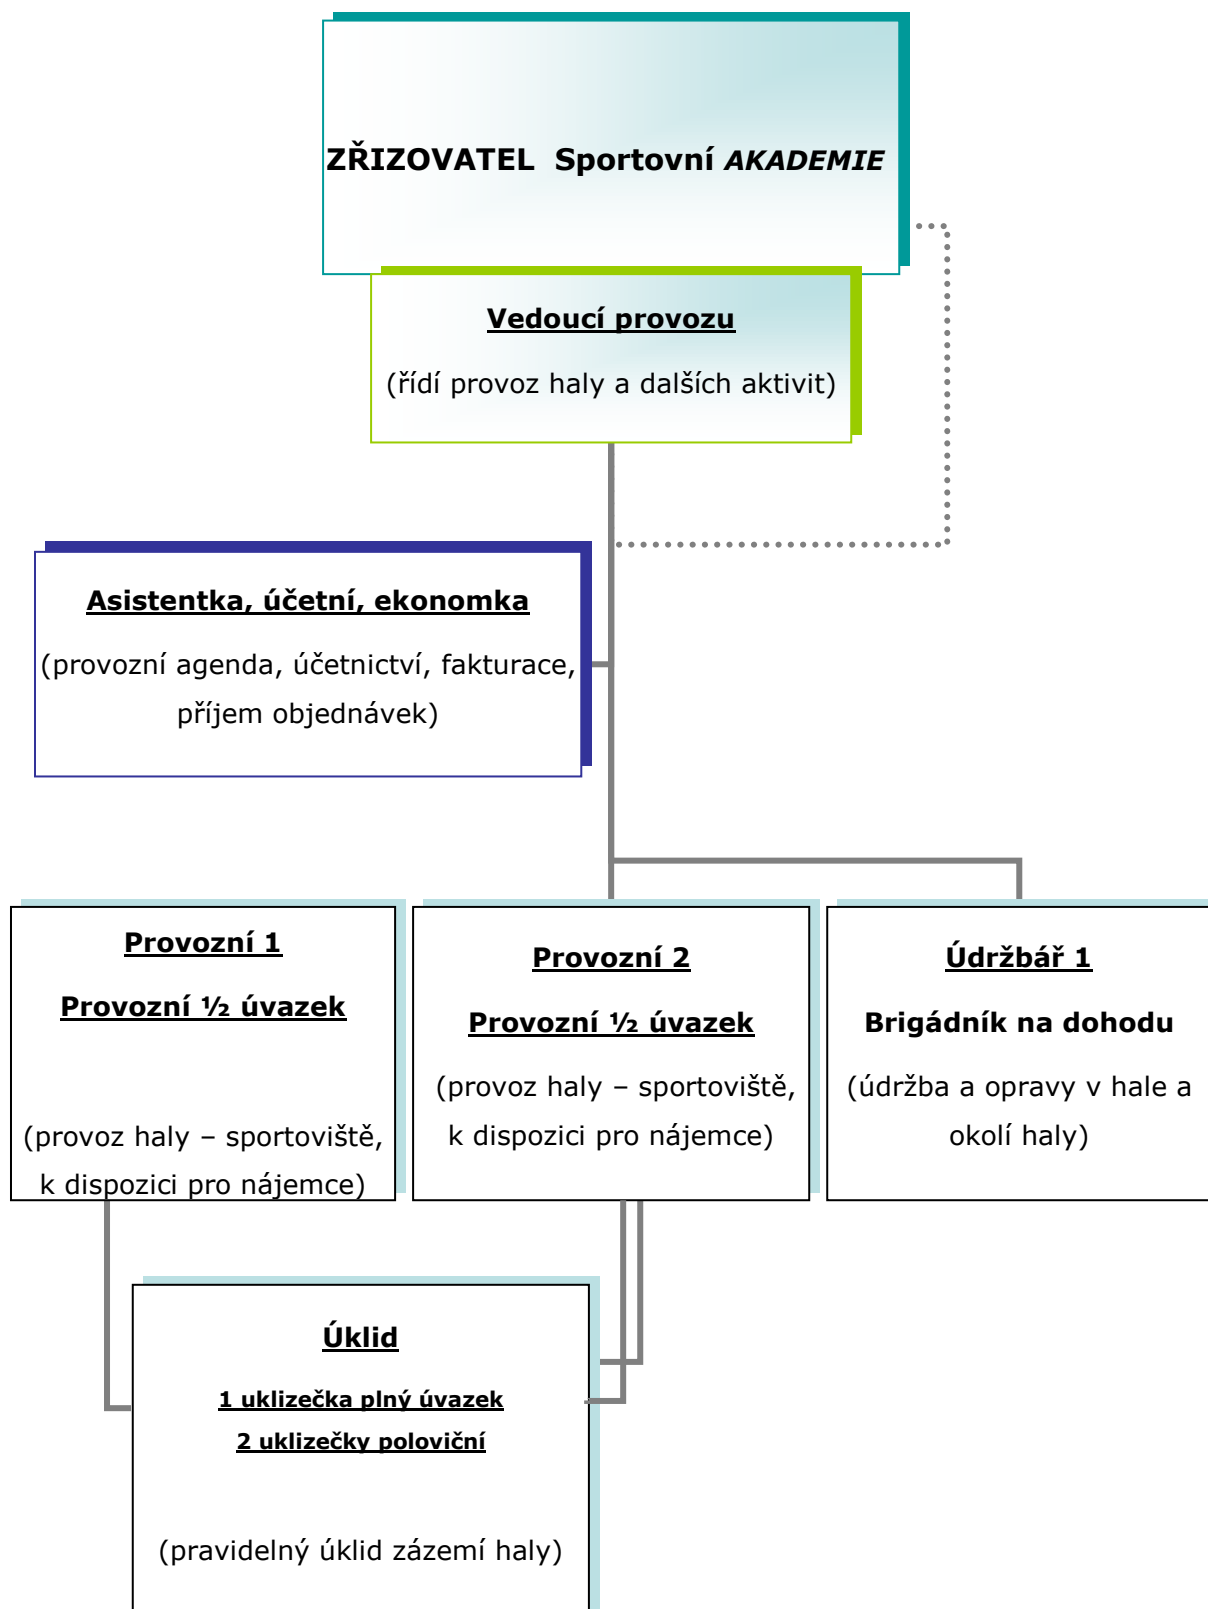 ZŘIZOVATEL Sportovní AKADEMIE
Vedoucí provozu
(řídí provoz haly a dalších aktivit)
Asistentka, účetní, ekonomka
(provozní agenda, účetnictví, fakturace,
příjem objednávek)
Provozní 1
Provozní ½ úvazek
(provoz haly – sportoviště,
k dispozici pro nájemce)
Provozní 2
Provozní ½ úvazek
(provoz haly – sportoviště,
k dispozici pro nájemce)
Údržbář 1
Brigádník na dohodu
(údržba a opravy v hale a
okolí haly)
Úklid
1 uklizečka plný úvazek
2 uklizečky poloviční
(pravidelný úklid zázemí haly)